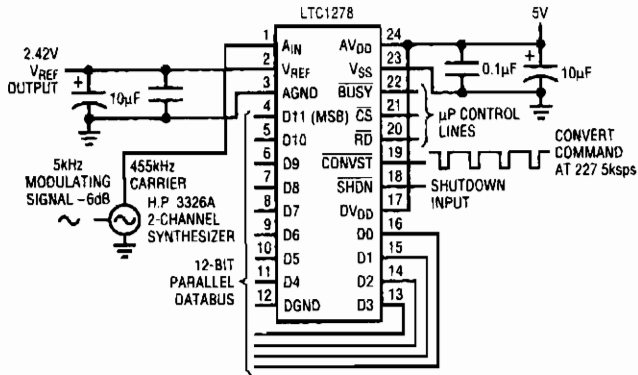 LTC1278
5V
2.42V
VREF
OUTPUT
+
10µF
1 AIN
2 VREF
3 AGND
4 D11 (MSB)
5 D10
6 D9
7 D8
8 D7
9 D6
10 D5
11 D4
12 DGND
AVDD 24
VSS 23
BUSY 22
CS 21
RD 20
CONVST 19
SHDN 18
DVDD 17
D0 16
D1 15
D2 14
D3 13
0.1µF
+
10µF
µP CONTROL
LINES
CONVERT
COMMAND
AT 227 5ksps
SHUTDOWN
INPUT
5kHz
MODULATING
SIGNAL –6dB
455kHz
CARRIER
H.P 3326A
2-CHANNEL
SYNTHESIZER
12-BIT
PARALLEL
DATABUS